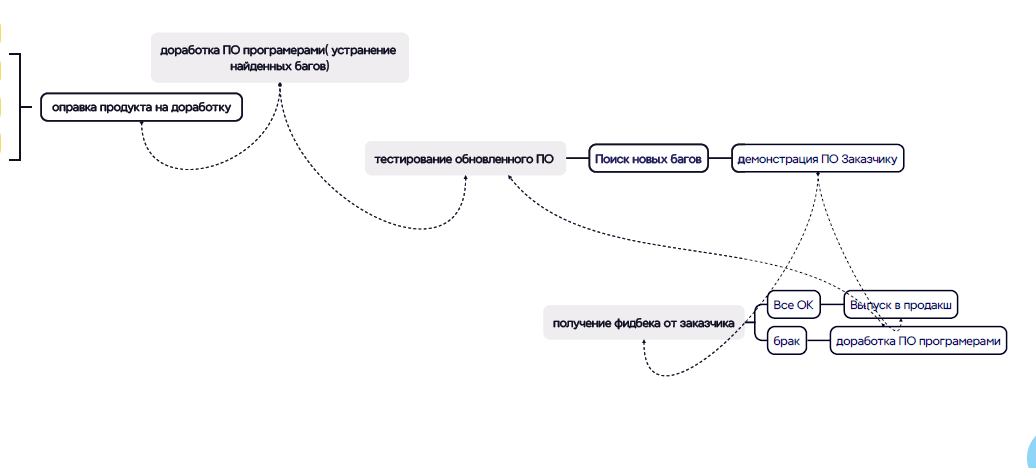 доработка ПО програмерами( устранение
найденных багов)
оправка продукта на доработку
тестирование обновленного ПО
Поиск новых багов
демонстрация ПО Заказчику
Все ОК
Выпуск в продакш
получение фидбека от заказчика
брак
доработка ПО програмерами